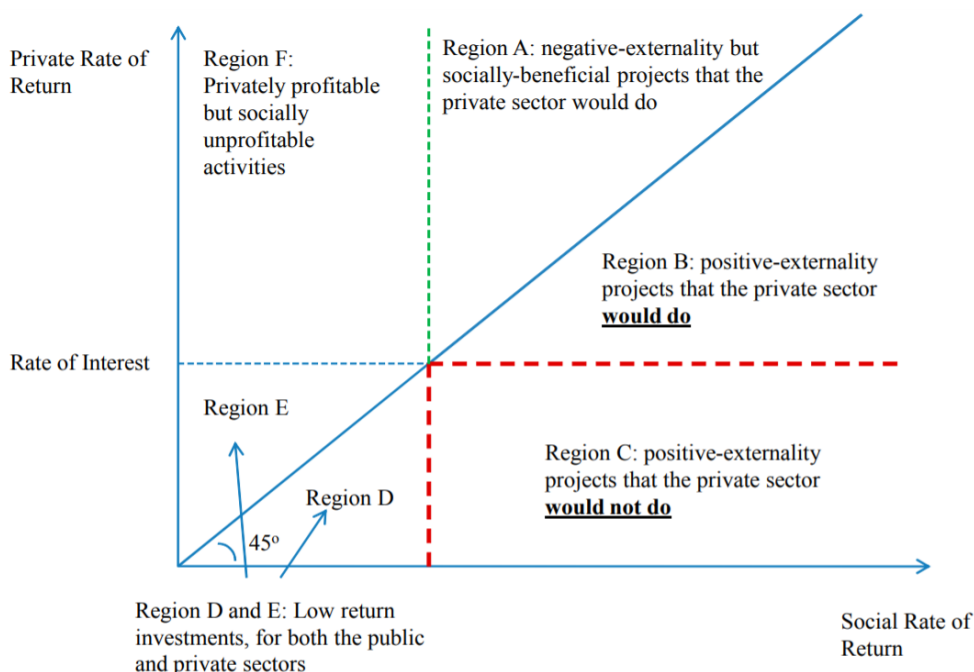 Private Rate of
Return
Region F:
Privately profitable
but socially
unprofitable
activities
Region A: negative-externality but
socially-beneficial projects that the
private sector would do
Region B: positive-externality
projects that the private sector
would do
Rate of Interest
Region E
Region C: positive-externality
projects that the private sector
would not do
Region D
45º
Region D and E: Low return
investments, for both the public
and private sectors
Social Rate of
Return